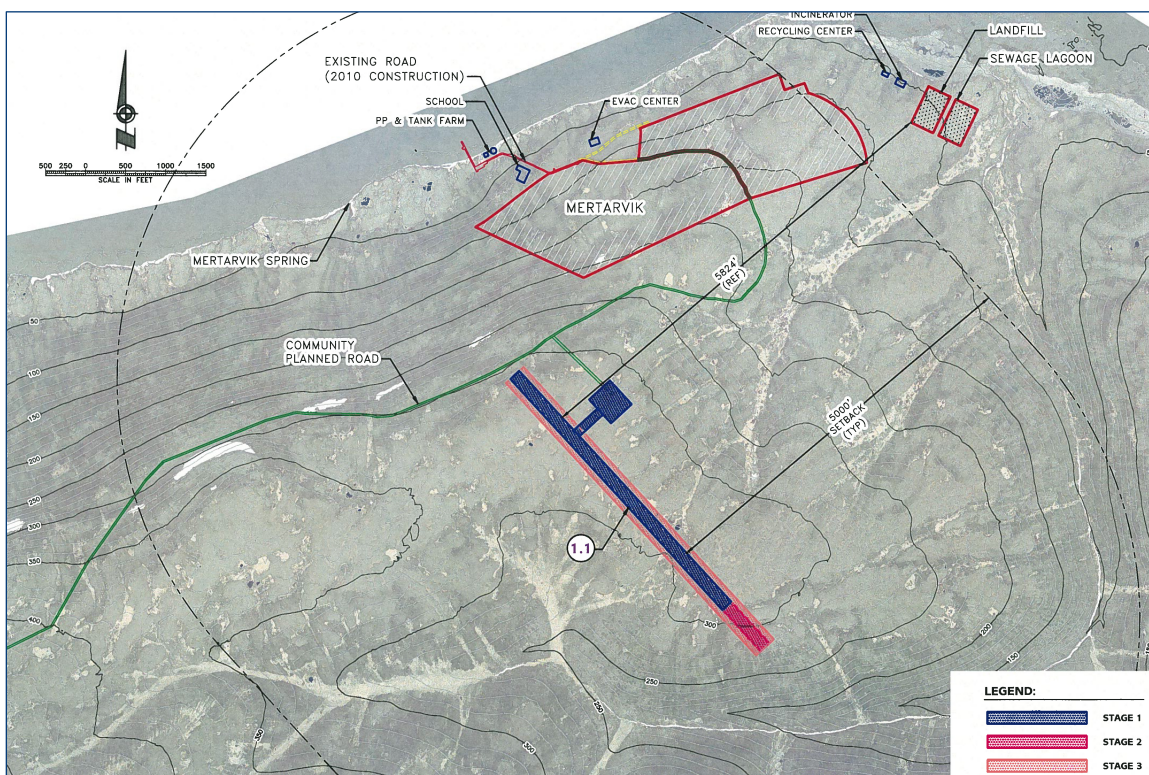 INCINERATOR
RECYCLING CENTER
LANDFILL
SEWAGE LAGOON
EXISTING ROAD
(2010 CONSTRUCTION)
SCHOOL
PP & TANK FARM
EVAC CENTER
500 250 0 500 1000 1500
SCALE IN FEET
MERTARVIK
MERTARVIK SPRING
5824'
(REF)
COMMUNITY
PLANNED ROAD
5000'
SETBACK
(TYP)
1.1
50
100
150
200
250
300
350
400
300
250
250
300
350
200
150
LEGEND:
STAGE 1
STAGE 2
STAGE 3